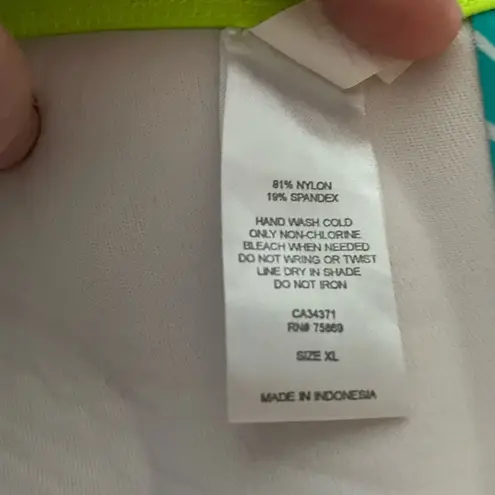 81% NYLON
19% SPANDEX
HAND WASH COLD
ONLY NON-CHLORINE
BLEACH WHEN NEEDED
DO NOT WRING OR TWIST
LINE DRY IN SHADE
DO NOT IRON
CA34371
RN# 75869
SIZE XL
MADE IN INDONESIA